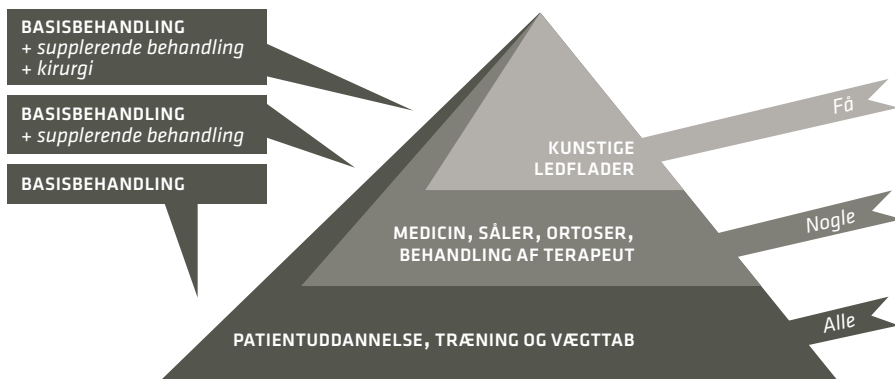 BASISBEHANDLING
+ supplerende behandling
+ kirurgi
BASISBEHANDLING
+ supplerende behandling
BASISBEHANDLING
KUNSTIGE
LEDFLADER
MEDICIN, SÅLER, ORTOSER,
BEHANDLING AF TERAPEUT
PATIENTUDDANNELSE, TRÆNING OG VÆGTTAB
Få
Nogle
Alle